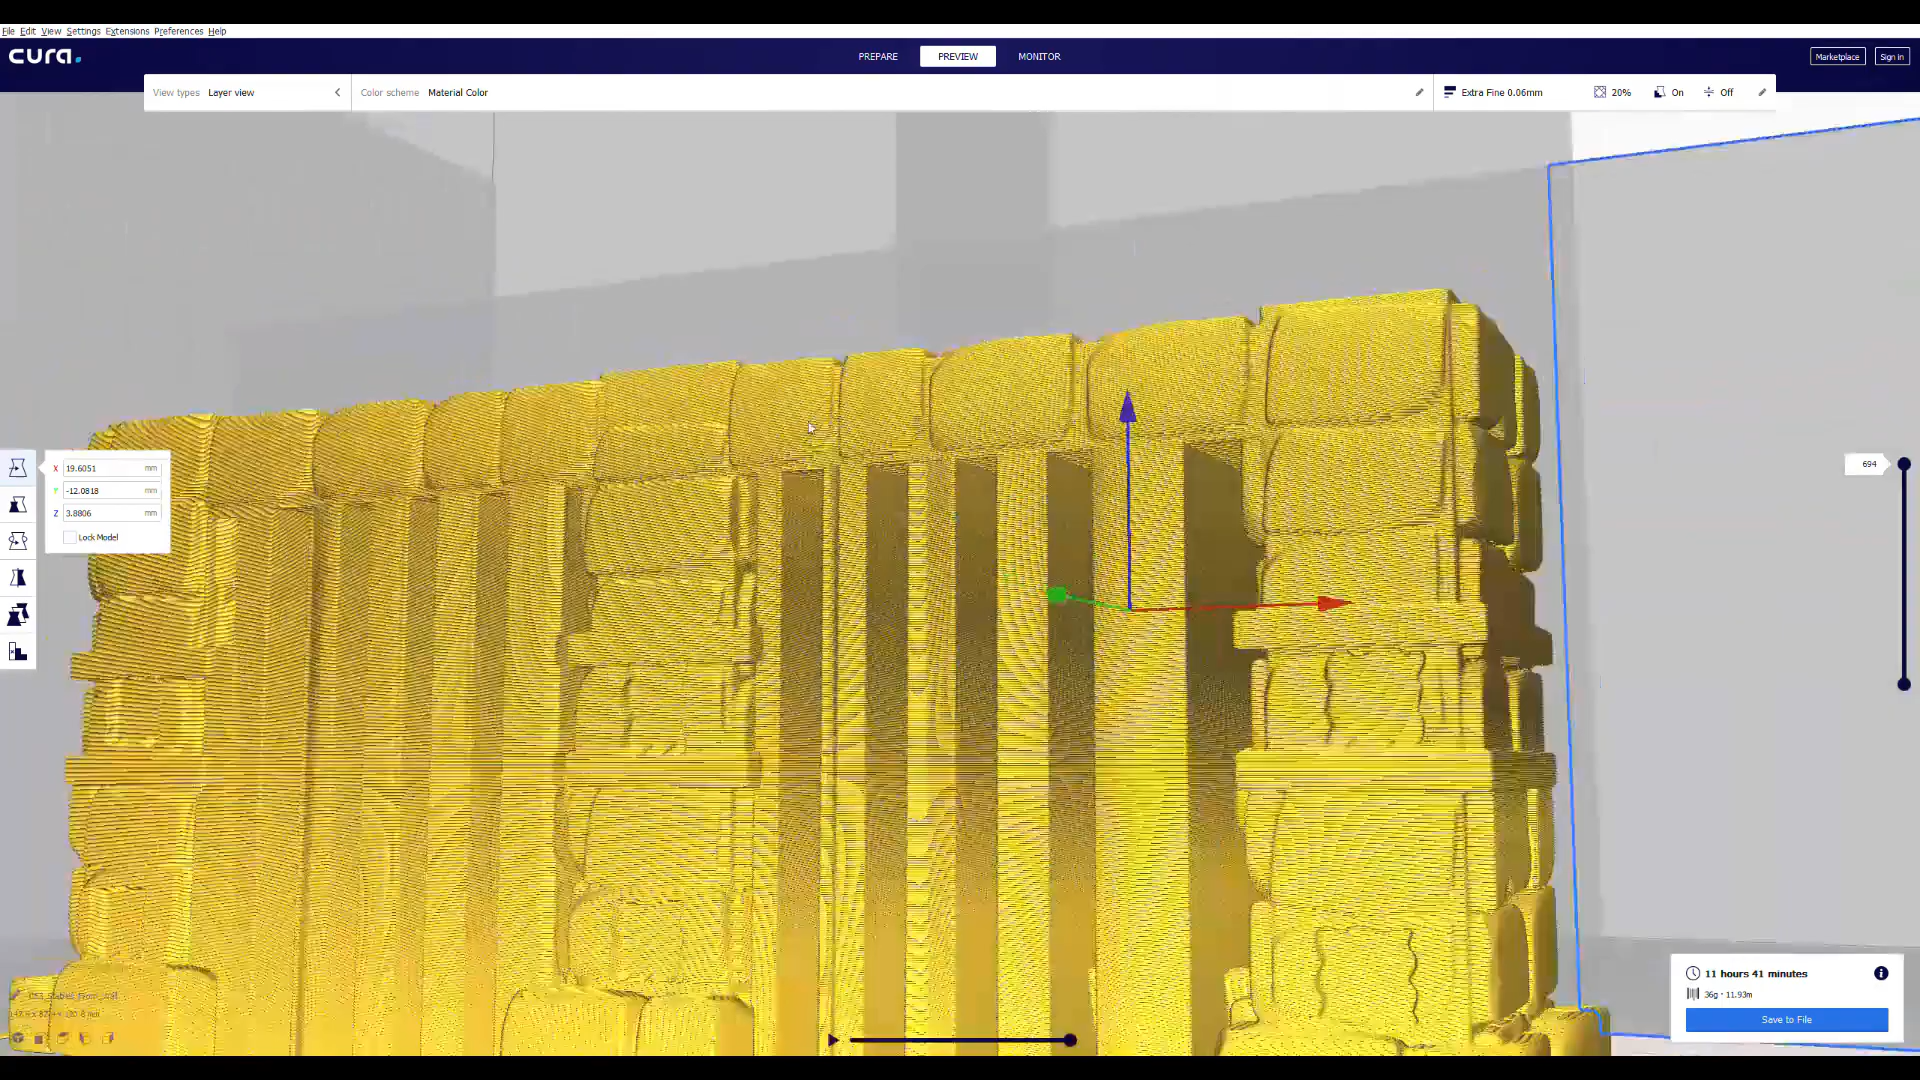 File Edit View Settings Extensions Preferences Help
cura.
PREPARE PREVIEW MONITOR
Marketplace Sign in
View types Layer view
Color scheme Material Color
Extra Fine 0.06mm 20% On Off
X 19.6051 mm
Y -12.0818 mm
Z 3.8806 mm
Lock Model
694
11 hours 41 minutes
36g · 11.93m
Save to File